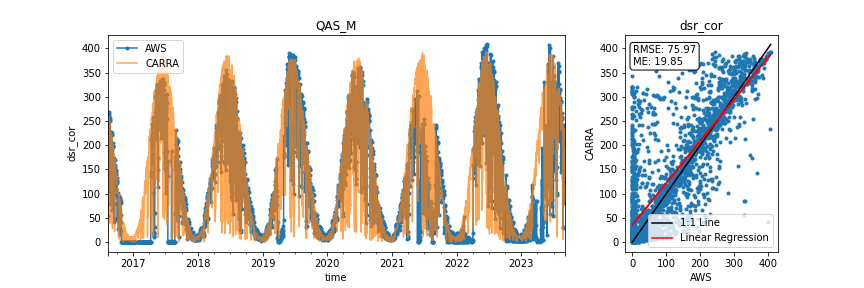 QAS_M
dsr_cor
400
350
300
250
200
150
100
50
0
AWS
CARRA
2017
2018
2019
2020
2021
2022
2023
time
dsr_cor
CARRA
400
350
300
250
200
150
100
50
0
RMSE: 75.97
ME: 19.85
1:1 Line
Linear Regression
0
100
200
300
400
AWS